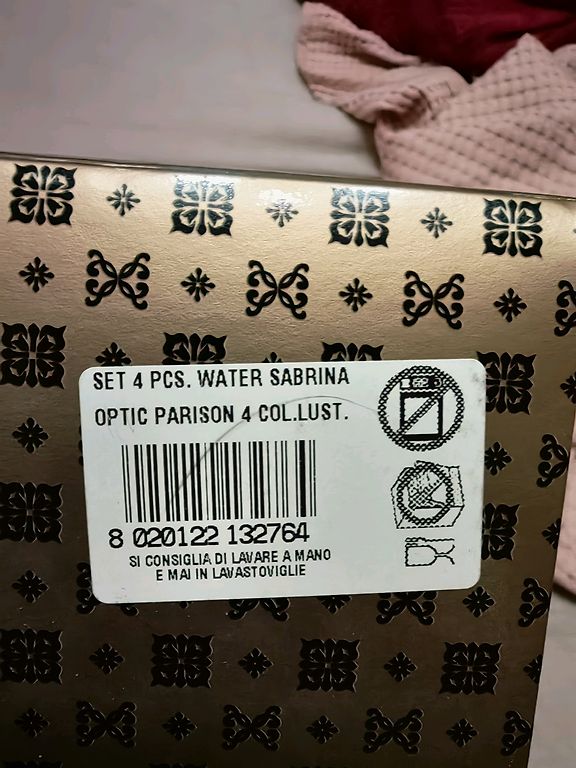 SET 4 PCS. WATER SABRINA
OPTIC PARISON 4 COL.LUST.
8 020122 132764
SI CONSIGLIA DI LAVARE A MANO
E MAI IN LAVASTOVIGLIE